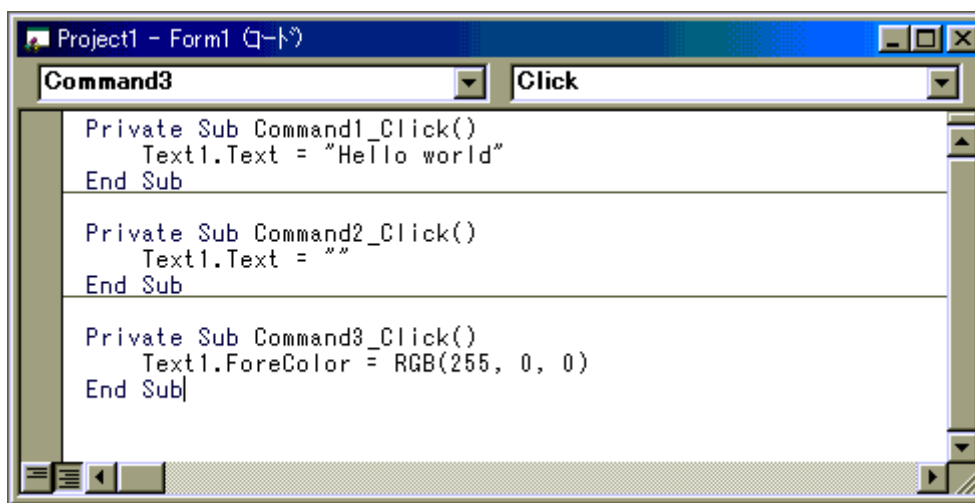 Project1 - Form1 (コード)
Command3 Click
Private Sub Command1_Click()
    Text1.Text = "Hello world"
End Sub
Private Sub Command2_Click()
    Text1.Text = ""
End Sub
Private Sub Command3_Click()
    Text1.ForeColor = RGB(255, 0, 0)
End Sub